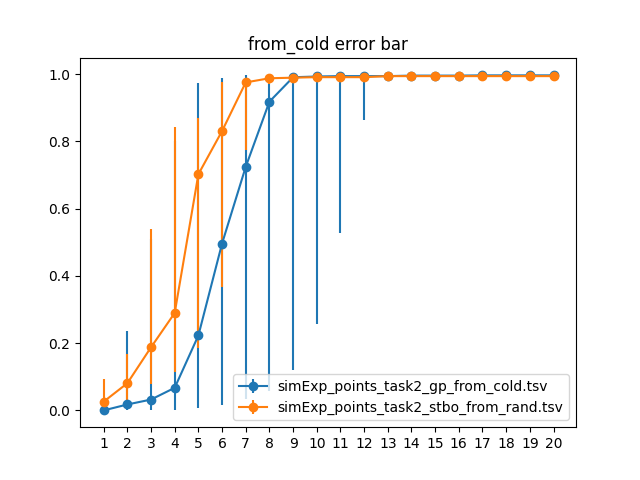 from_cold error bar
1.0
0.8
0.6
0.4
0.2
0.0
simExp_points_task2_gp_from_cold.tsv
simExp_points_task2_stbo_from_rand.tsv
1 2 3 4 5 6 7 8 9 10 11 12 13 14 15 16 17 18 19 20